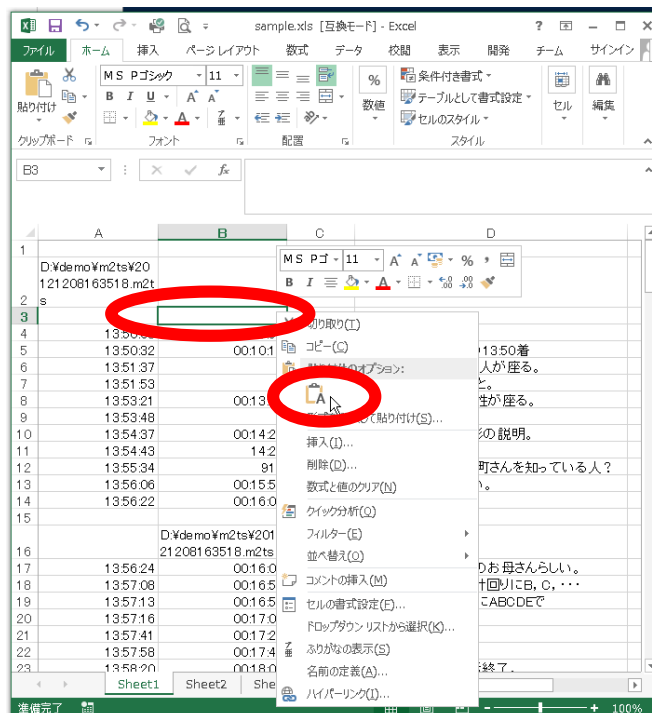 sample.xls [互換モード] - Excel
ファイル ホーム 挿入 ページ レイアウト 数式 データ 校閲 表示 開発 チーム サインイン
貼り付け
MS Pゴシック 11
B I U A A
数値
条件付き書式
テーブルとして書式設定
セルのスタイル
セル 編集
クリップボード フォント 配置 スタイル
B3 fx
A B C D
1
2 D:¥demo¥m2ts¥20
121208163518.m2t
s
MS Pゴ 11 A A % ,
B I A
3
4
5 13:50:32 00:10:1 13:50着
6 13:51:37 人が座る。
7 13:51:53 と。
8 13:53:21 00:13: 性が座る。
9 13:53:48
10 13:54:37 00:14:2 の説明。
11 13:54:43 14:2
12 13:55:34 91 町さんを知っている人?
13 13:56:06 00:15:5 。
14 13:56:22 00:16:0
15
16 D:¥demo¥m2ts¥201
21208163518.m2ts
17 13:56:24 00:16:0 のお母さんらしい。
18 13:57:08 00:16:5 計回りにB, C, ・・・
19 13:57:13 00:16:5 こABCDEで
20 13:57:16 00:17:0
21 13:57:41 00:17:2
22 13:57:58 00:17:4
23 13:58:20 00:18:0 終了.
切り取り(T)
コピー(C)
オプション:
て貼り付け(S)...
挿入(I)...
削除(D)...
数式と値のクリア(N)
クイック分析(Q)
フィルター(E)
並べ替え(O)
コメントの挿入(M)
セルの書式設定(F)...
ドロップダウン リストから選択(K)...
ふりがなの表示(S)
名前の定義(A)...
ハイパーリンク(I)...
Sheet1 Sheet2 She
準備完了 100%